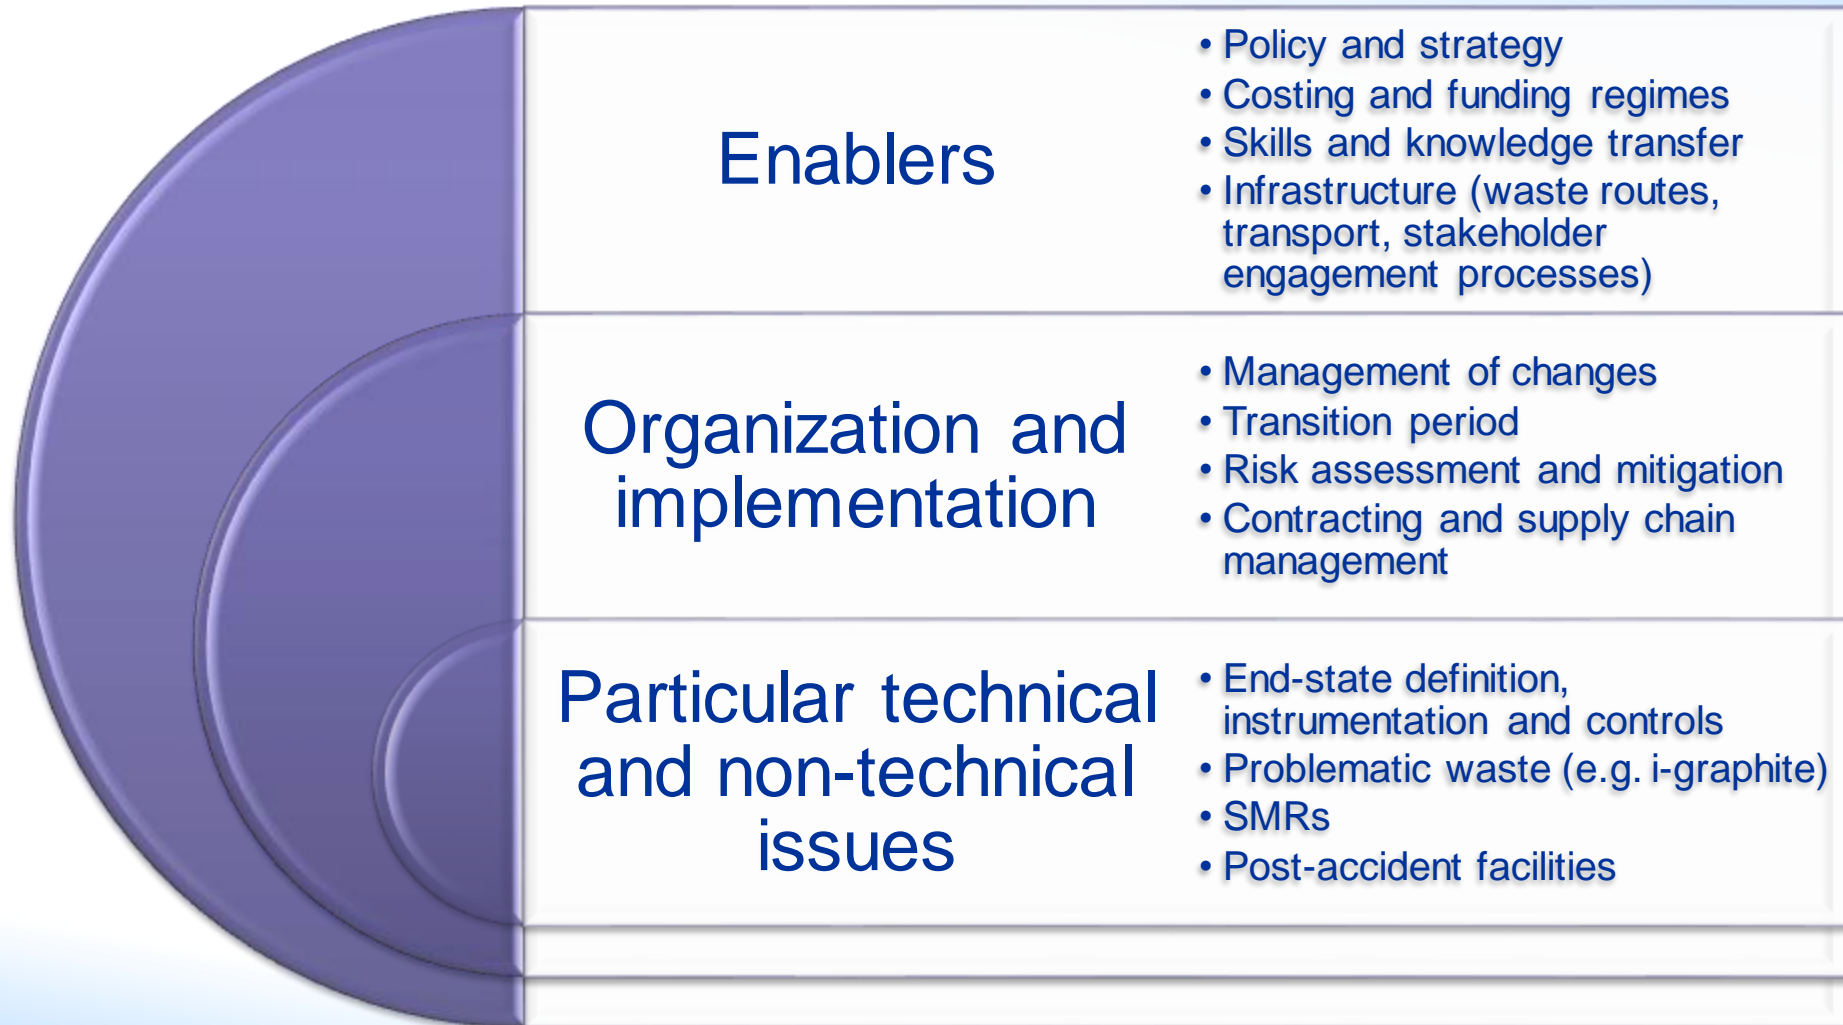 Enablers
• Policy and strategy
• Costing and funding regimes
• Skills and knowledge transfer
• Infrastructure (waste routes,
transport, stakeholder
engagement processes)
Organization and
implementation
• Management of changes
• Transition period
• Risk assessment and mitigation
• Contracting and supply chain
management
Particular technical
and non-technical
issues
• End-state definition,
instrumentation and controls
• Problematic waste (e.g. i-graphite)
• SMRs
• Post-accident facilities